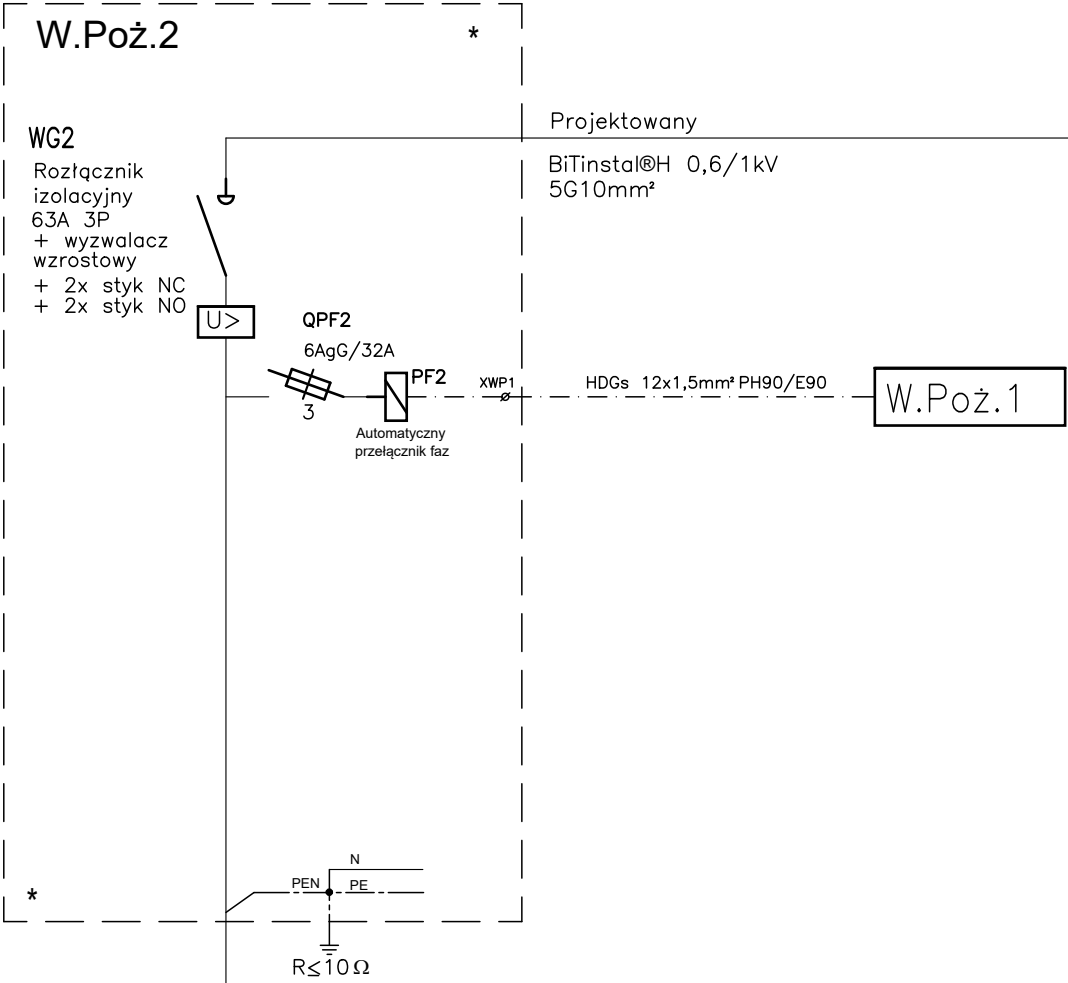 W.Poż.2
*
WG2
Rozłącznik
izolacyjny
63A 3P
+ wyzwalacz
wzrostowy
+ 2x styk NC
+ 2x styk NO
U>
Projektowany
BiTinstal®H 0,6/1kV
5G10mm²
QPF2
6AgG/32A
3
PF2
Automatyczny
przełącznik faz
XWP1
HDGs 12x1,5mm² PH90/E90
W.Poż.1
*
N
PEN
PE
R≤10Ω